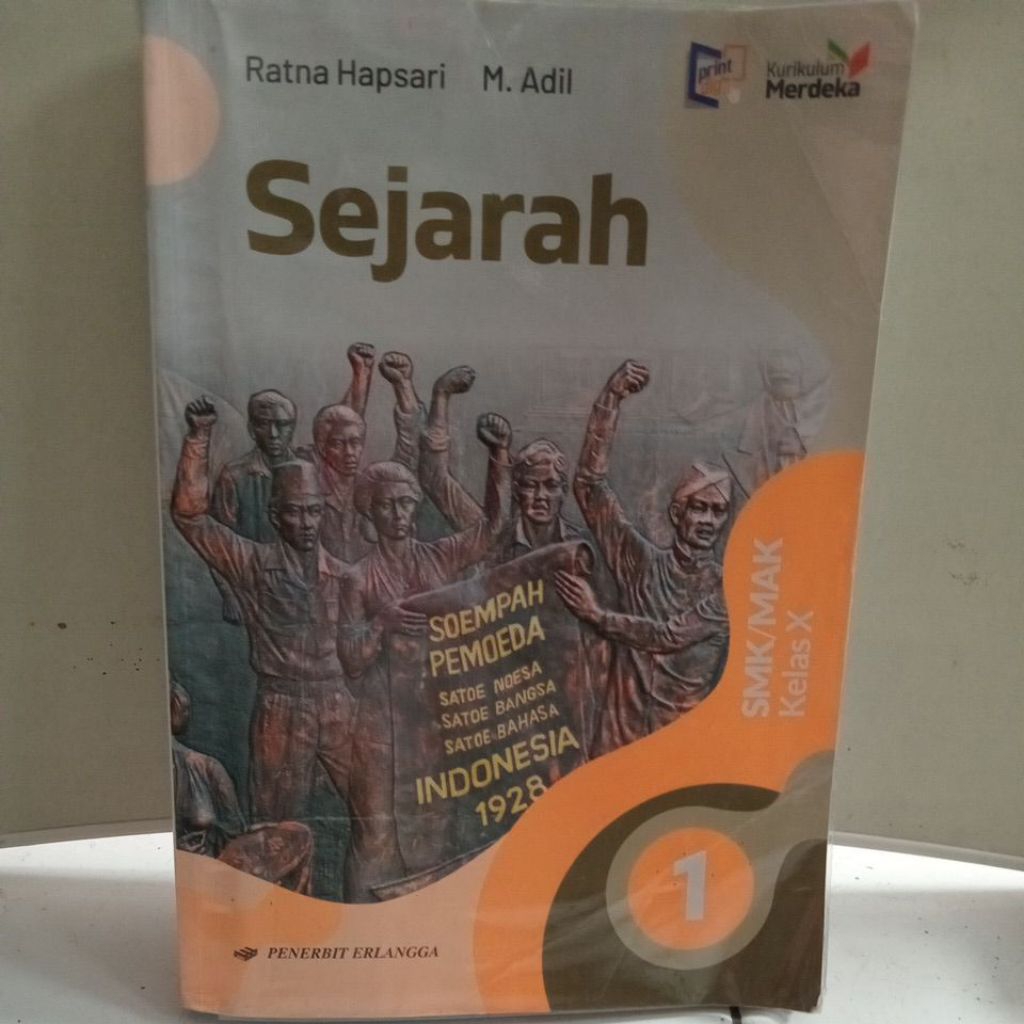 Ratna Hapsari M. Adil
print
Kurikulum
Merdeka
Sejarah
SOEMPAH
PEMOEDA
SATOE NOESA
SATOE BANGSA
SATOE BAHASA
INDONESIA
1928
SMK/MAK
Kelas X
1
PENERBIT ERLANGGA